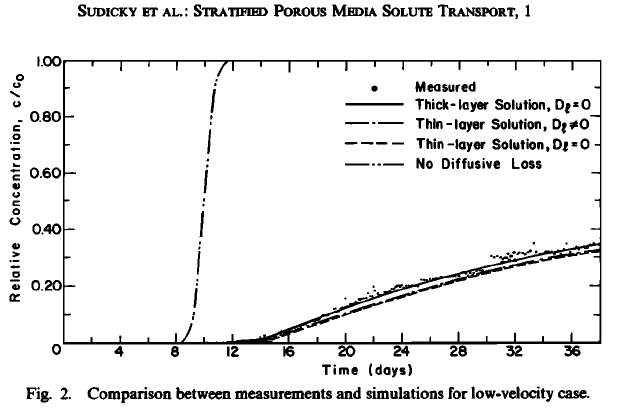 SUDICKY ET AL.: STRATIFIED POROUS MEDIA SOLUTE TRANSPORT, 1
Relative Concentration, c/c₀
1.00
0.80
0.60
0.40
0.20
0
Measured
Thick-layer Solution, Dℓ=0
Thin-layer Solution, Dℓ≠0
Thin-layer Solution, Dℓ=0
No Diffusive Loss
0 4 8 12 16 20 24 28 32 36
Time (days)
Fig. 2. Comparison between measurements and simulations for low-velocity case.